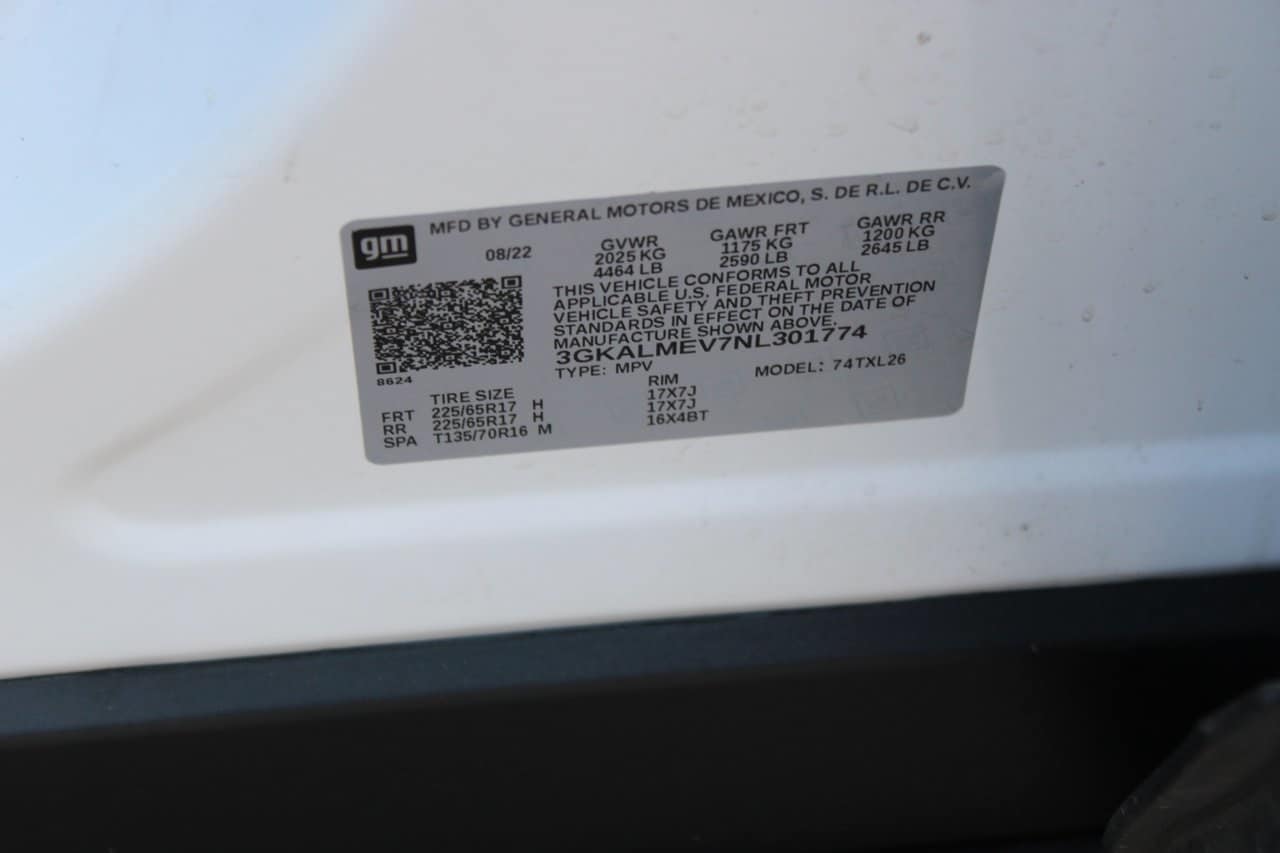 MFD BY GENERAL MOTORS DE MEXICO, S. DE R.L. DE C.V.
gm
08/22
GVWR
2025 KG
4464 LB
GAWR FRT
1175 KG
2590 LB
GAWR RR
1200 KG
2645 LB
THIS VEHICLE CONFORMS TO ALL
APPLICABLE U.S. FEDERAL MOTOR
VEHICLE SAFETY AND THEFT PREVENTION
STANDARDS IN EFFECT ON THE DATE OF
MANUFACTURE SHOWN ABOVE.
3GKALMEV7NL301774
TYPE: MPV
MODEL: 74TXL26
8624
TIRE SIZE
RIM
FRT 225/65R17 H 17X7J
RR 225/65R17 H 17X7J
SPA T135/70R16 M 16X4BT